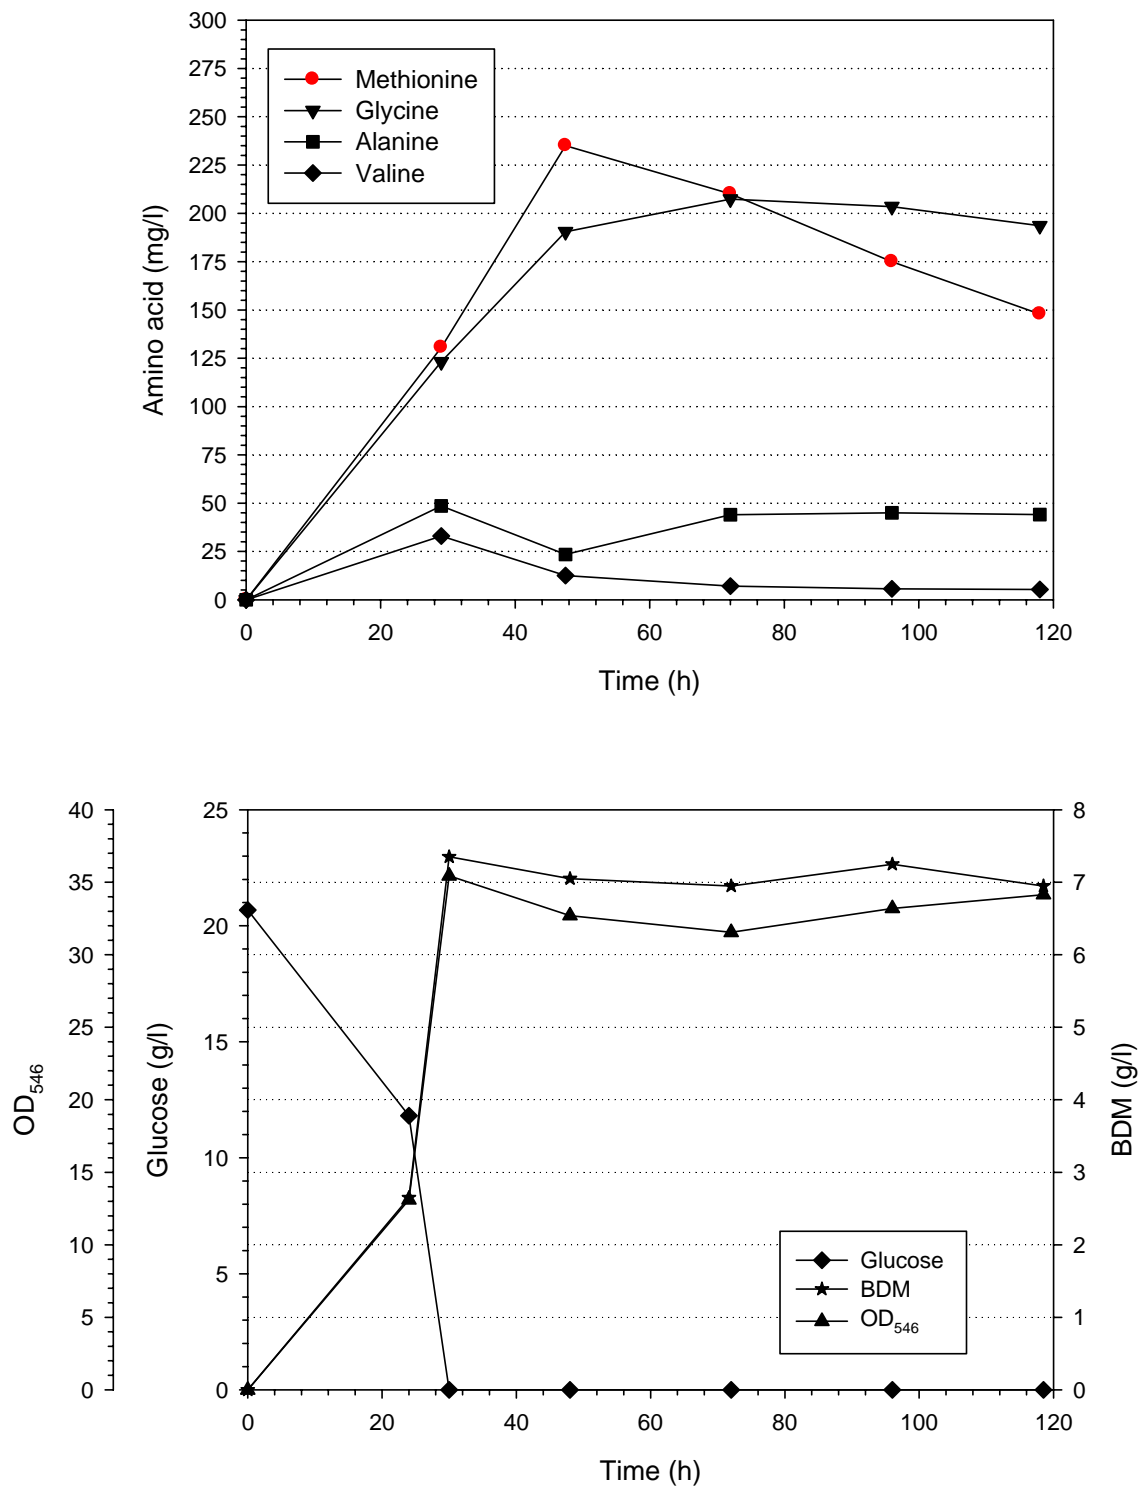 300
275
250
225
200
175
150
125
100
75
50
25
0
Amino acid (mg/l)
Methionine
Glycine
Alanine
Valine
0 20 40 60 80 100 120
Time (h)
40
35
30
25
20
15
10
5
0
OD546
25
20
15
10
5
0
Glucose (g/l)
8
7
6
5
4
3
2
1
0
BDM (g/l)
Glucose
BDM
OD546
0 20 40 60 80 100 120
Time (h)